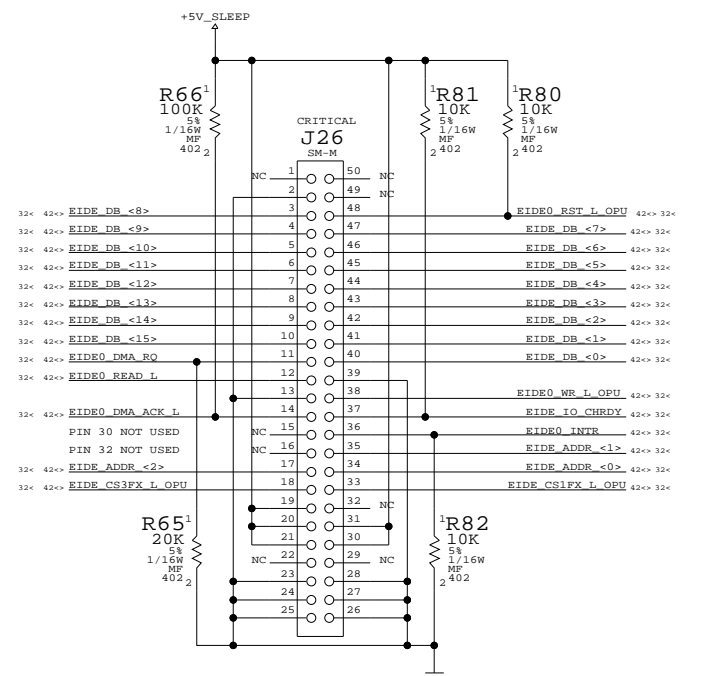 +5V_SLEEP
R66 1
100K
5%
1/16W
MF
402 2
1 R81
10K
5%
1/16W
MF
2 402
1 R80
10K
5%
1/16W
MF
2 402
CRITICAL
J26
SM-M
NC 1 50 NC
2 49 NC
32< 42<> EIDE_DB_<8> 3 48 EIDE0_RST_L_OPU 42<> 32<
32< 42<> EIDE_DB_<9> 4 47 EIDE_DB_<7> 42<> 32<
32< 42<> EIDE_DB_<10> 5 46 EIDE_DB_<6> 42<> 32<
32< 42<> EIDE_DB_<11> 6 45 EIDE_DB_<5> 42<> 32<
32< 42<> EIDE_DB_<12> 7 44 EIDE_DB_<4> 42<> 32<
32< 42<> EIDE_DB_<13> 8 43 EIDE_DB_<3> 42<> 32<
32< 42<> EIDE_DB_<14> 9 42 EIDE_DB_<2> 42<> 32<
32< 42<> EIDE_DB_<15> 10 41 EIDE_DB_<1> 42<> 32<
32< 42<> EIDE0_DMA_RQ 11 40 EIDE_DB_<0> 42<> 32<
32< 42<> EIDE0_READ_L 12 39
13 38 EIDE0_WR_L_OPU 42<> 32<
32< 42<> EIDE0_DMA_ACK_L 14 37 EIDE_IO_CHRDY 42<> 32<
PIN 30 NOT USED NC 15 36 EIDE0_INTR 42<> 32<
PIN 32 NOT USED NC 16 35 EIDE_ADDR_<1> 42<> 32<
32< 42<> EIDE_ADDR_<2> 17 34 EIDE_ADDR_<0> 42<> 32<
32< 42<> EIDE_CS3FX_L_OPU 18 33 EIDE_CS1FX_L_OPU 42<> 32<
19 32 NC
20 31
21 30
NC 22 29 NC
23 28
24 27
25 26
R65 1
20K
5%
1/16W
MF
402 2
1 R82
10K
5%
1/16W
MF
2 402